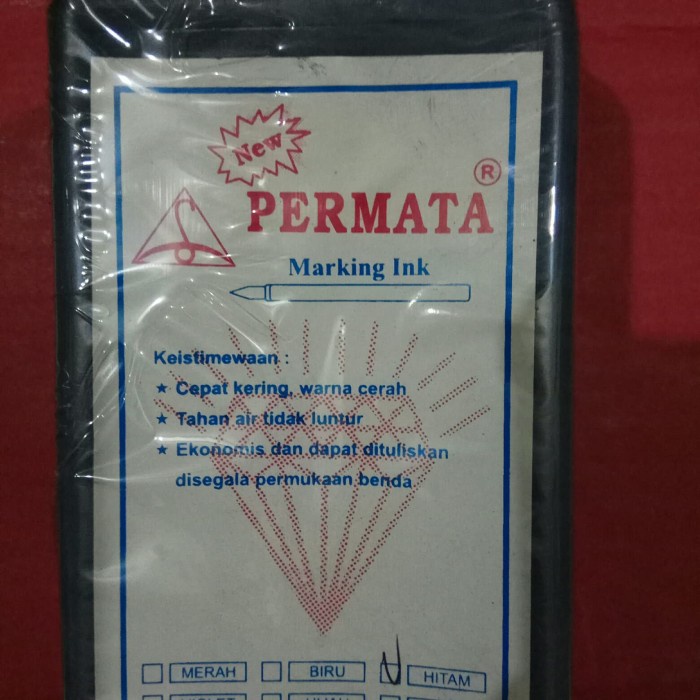 New
PERMATA ®
Marking Ink
Keistimewaan :
★ Cepat kering, warna cerah
★ Tahan air tidak luntur
★ Ekonomis dan dapat dituliskan
disegala permukaan benda
MERAH BIRU HITAM